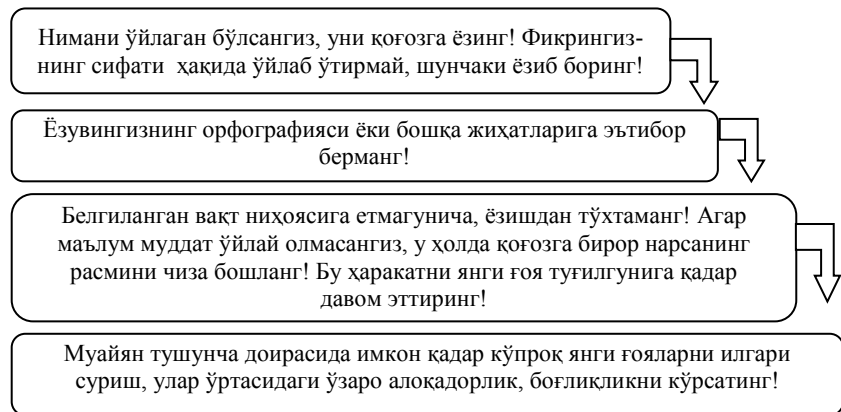 Нимани ўйлаган бўлсангиз, уни қоғозга ёзинг! Фикрингиз-
нинг сифати ҳақида ўйлаб ўтирмай, шунчаки ёзиб боринг!
Ёзувингизнинг орфографияси ёки бошқа жиҳатларига эътибор
берманг!
Белгиланган вақт ниҳоясига етмагунича, ёзишдан тўхтаманг! Агар
маълум муддат ўйлай олмасангиз, у ҳолда қоғозга бирор нарсанинг
расмини чиза бошланг! Бу ҳаракатни янги ғоя туғилгунига қадар
давом эттиринг!
Муайян тушунча доирасида имкон қадар кўпроқ янги ғояларни илгари
суриш, улар ўртасидаги ўзаро алоқадорлик, боғлиқликни кўрсатинг!